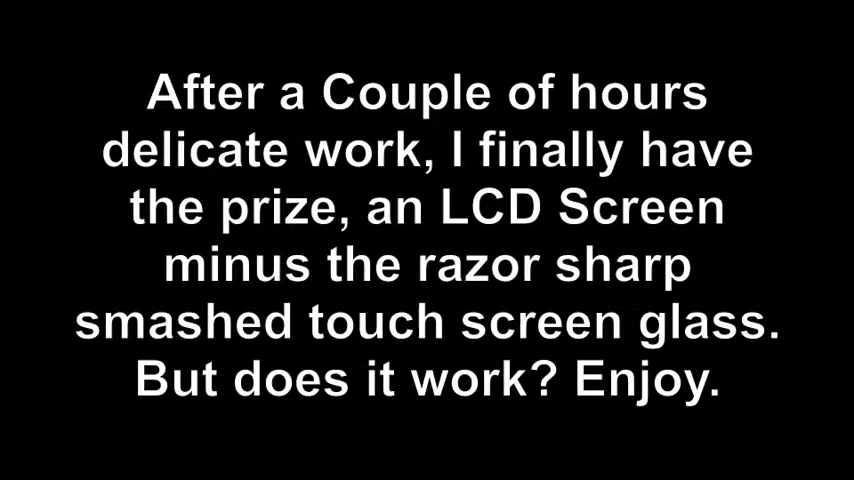 After a Couple of hours
delicate work, I finally have
the prize, an LCD Screen
minus the razor sharp
smashed touch screen glass.
But does it work? Enjoy.